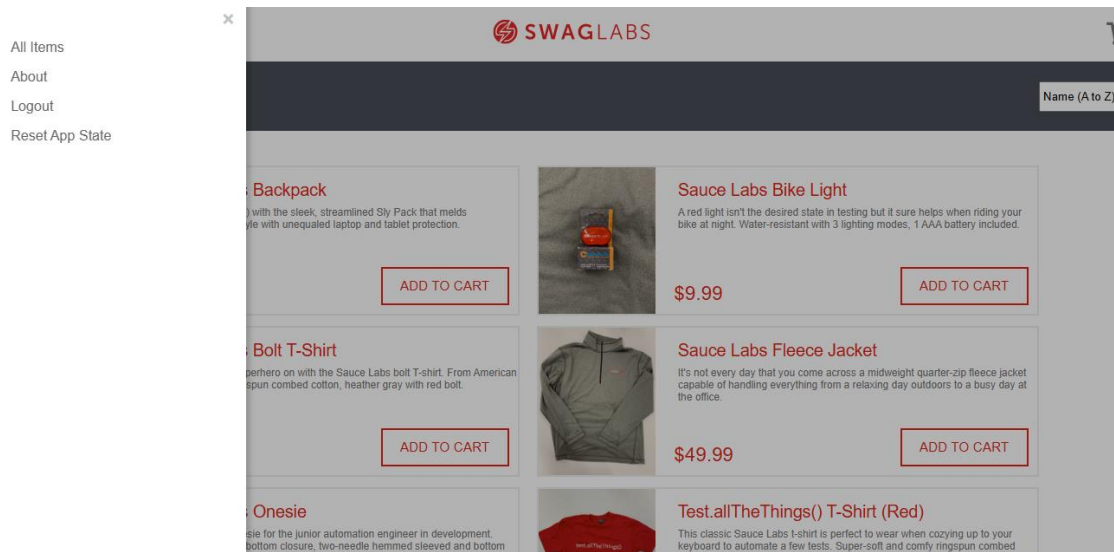 ×
All Items
About
Logout
Reset App State
SWAGLABS
Name (A to Z)
Backpack
) with the sleek, streamlined Sly Pack that melds
yle with unequaled laptop and tablet protection.
ADD TO CART
Sauce Labs Bike Light
A red light isn't the desired state in testing but it sure helps when riding your
bike at night. Water-resistant with 3 lighting modes, 1 AAA battery included.
$9.99
ADD TO CART
Bolt T-Shirt
perhero on with the Sauce Labs bolt T-shirt. From American
spun combed cotton, heather gray with red bolt.
ADD TO CART
Sauce Labs Fleece Jacket
It's not every day that you come across a midweight quarter-zip fleece jacket
capable of handling everything from a relaxing day outdoors to a busy day at
the office.
$49.99
ADD TO CART
Onesie
sie for the junior automation engineer in development.
bottom closure, two-needle hemmed sleeved and bottom
test.allTheThings()
Test.allTheThings() T-Shirt (Red)
This classic Sauce Labs t-shirt is perfect to wear when cozying up to your
keyboard to automate a few tests. Super-soft and comfy ringspun combed